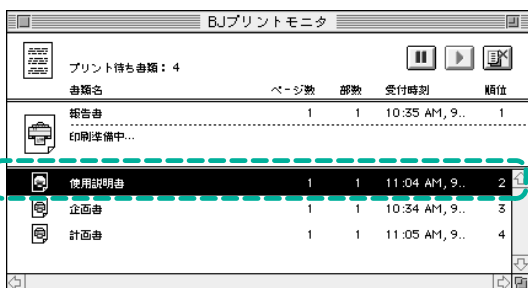 BJプリントモニタ
プリント待ち書類： 4
書類名 ページ数 部数 受付時刻 順位
報告書 1 1 10:35 AM, 9.. 1
印刷準備中…
使用説明書 1 1 11:04 AM, 9.. 2
企画書 1 1 10:34 AM, 9.. 3
計画書 1 1 11:05 AM, 9.. 4